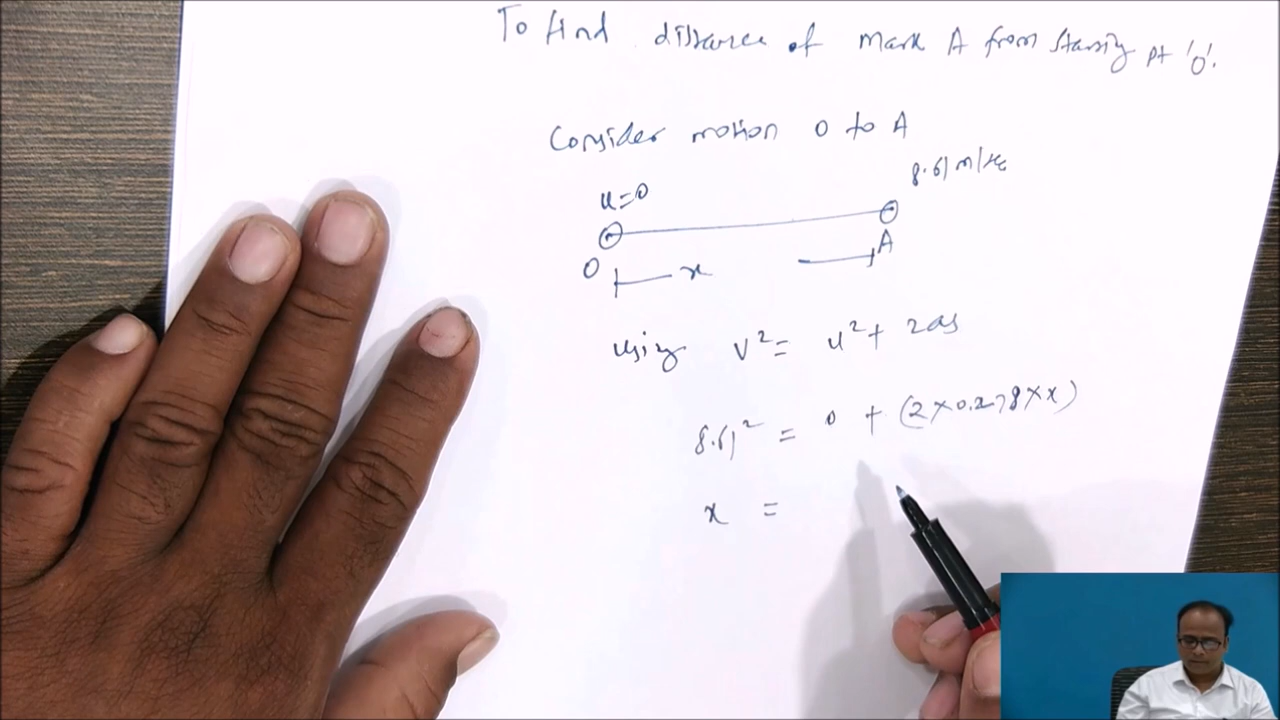 To find distance of mark A from starting pt 'O'.
Consider motion O to A
8.61 m/sec
u=0
A
O x
Using v²= u²+ 2as
8.61² = 0 + (2×0.278×x)
x =